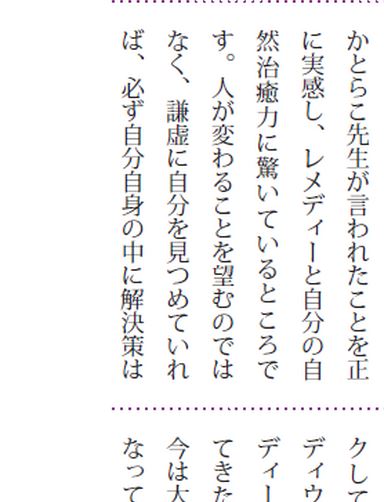 かとらこ先生が言われたことを正
に実感し、レメディーと自分の自
然治癒力に驚いているところで
す。人が変わることを望むのでは
なく、謙虚に自分を見つめていれ
ば、必ず自分自身の中に解決策は
クして
ディウ
ディー
てきた
今は大
なって